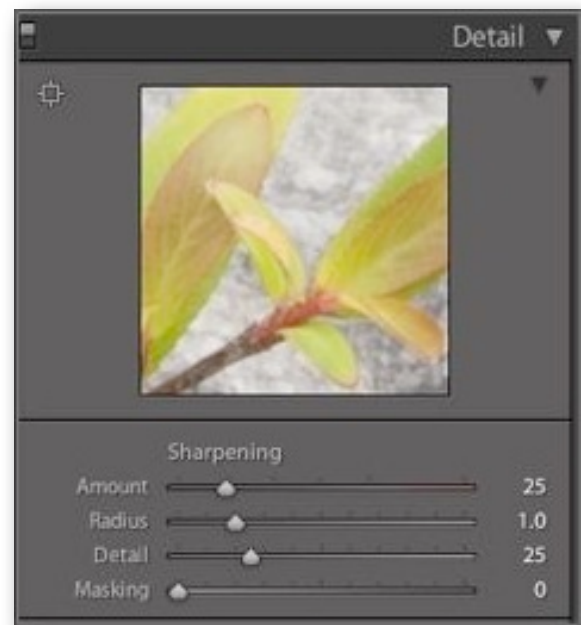 Detail
Sharpening
Amount 25
Radius 1.0
Detail 25
Masking 0